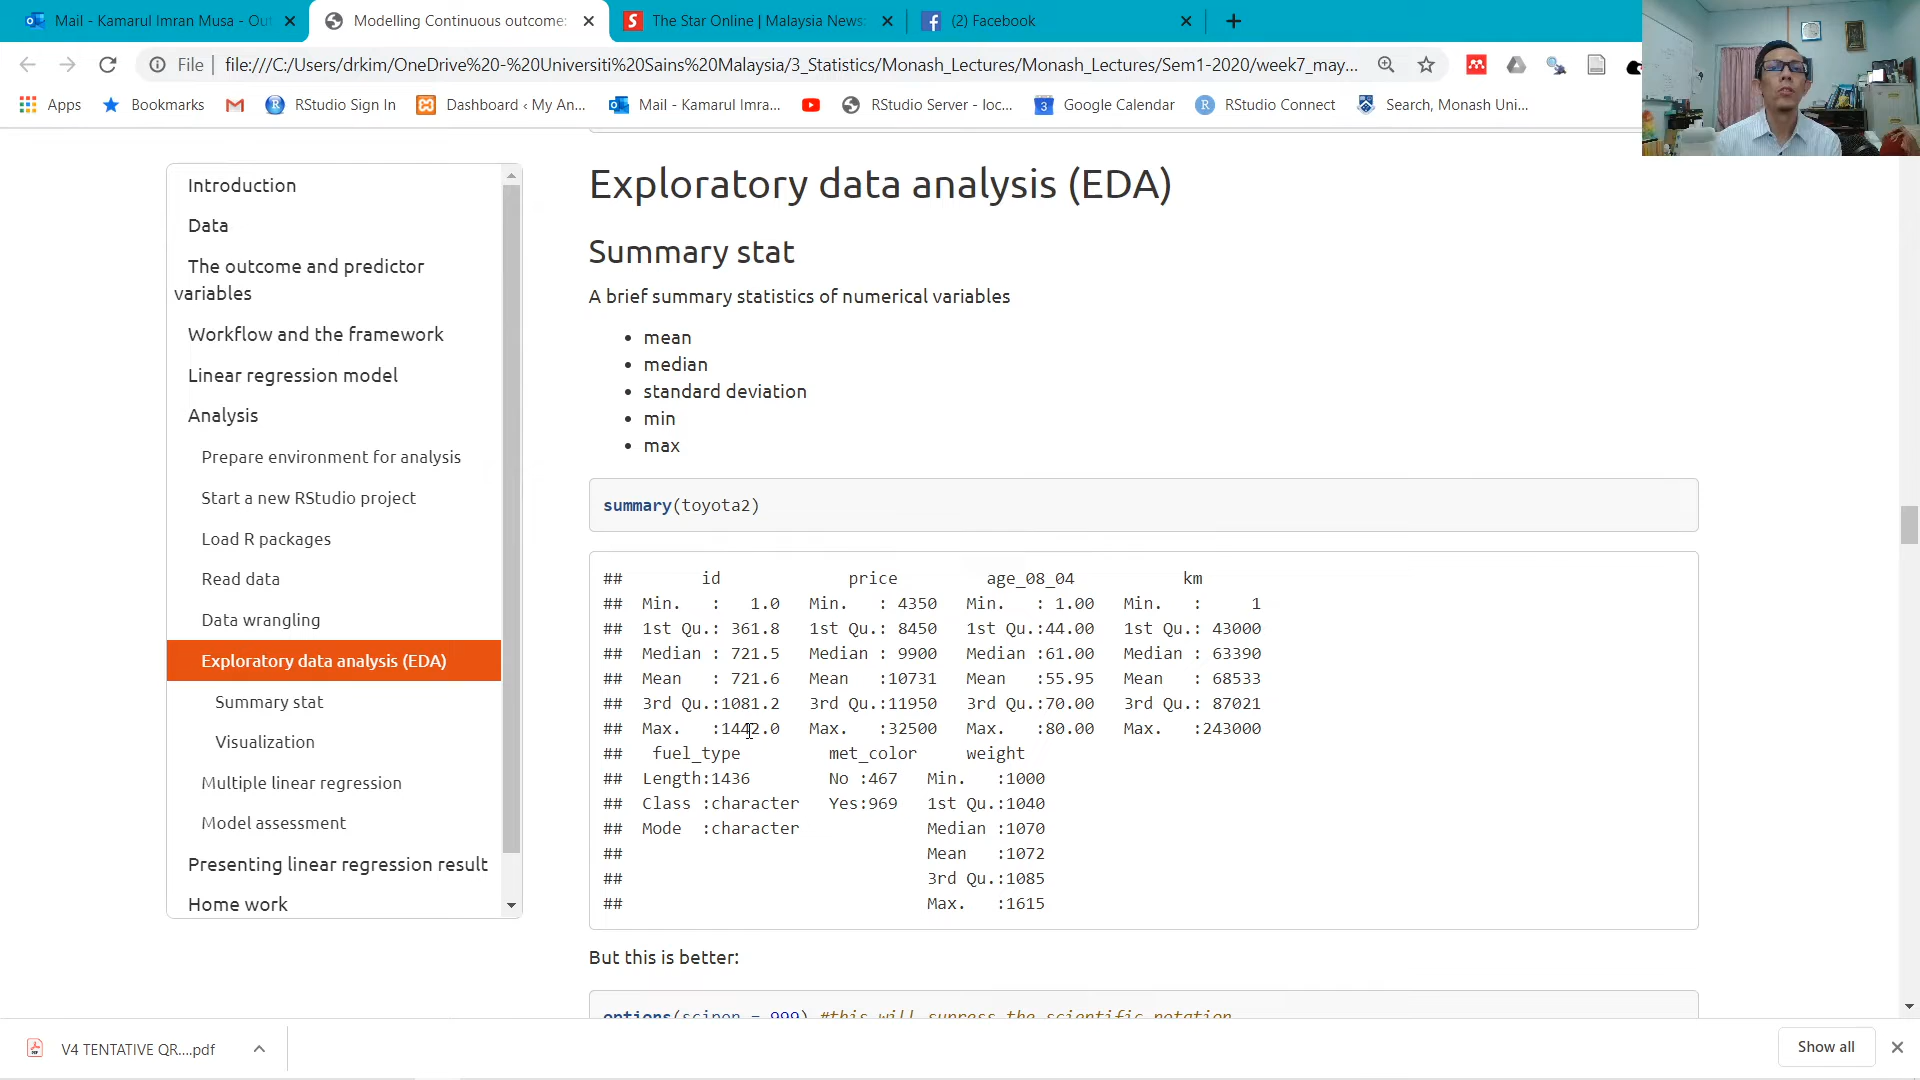 Mail - Kamarul Imran Musa - Out
Modelling Continuous outcome:
The Star Online | Malaysia News:
(2) Facebook
File
file:///C:/Users/drkim/OneDrive%20-%20Universiti%20Sains%20Malaysia/3_Statistics/Monash_Lectures/Monash_Lectures/Sem1-2020/week7_may...
Apps
Bookmarks
RStudio Sign In
Dashboard ‹ My An...
Mail - Kamarul Imra...
RStudio Server - loc...
Google Calendar
RStudio Connect
Search, Monash Uni...
Introduction
Data
The outcome and predictor
variables
Workflow and the framework
Linear regression model
Analysis
Prepare environment for analysis
Start a new RStudio project
Load R packages
Read data
Data wrangling
Exploratory data analysis (EDA)
Summary stat
Visualization
Multiple linear regression
Model assessment
Presenting linear regression result
Home work
Exploratory data analysis (EDA)
Summary stat
A brief summary statistics of numerical variables
• mean
• median
• standard deviation
• min
• max
summary(toyota2)
## id price age_08_04 km
## Min. : 1.0 Min. : 4350 Min. : 1.00 Min. : 1
## 1st Qu.: 361.8 1st Qu.: 8450 1st Qu.:44.00 1st Qu.: 43000
## Median : 721.5 Median : 9900 Median :61.00 Median : 63390
## Mean : 721.6 Mean :10731 Mean :55.95 Mean : 68533
## 3rd Qu.:1081.2 3rd Qu.:11950 3rd Qu.:70.00 3rd Qu.: 87021
## Max. :1442.0 Max. :32500 Max. :80.00 Max. :243000
## fuel_type met_color weight
## Length:1436 No :467 Min. :1000
## Class :character Yes:969 1st Qu.:1040
## Mode :character Median :1070
## Mean :1072
## 3rd Qu.:1085
## Max. :1615
But this is better:
options(scipen = 999) #this will supress the scientific notation
V4 TENTATIVE QR....pdf
Show all